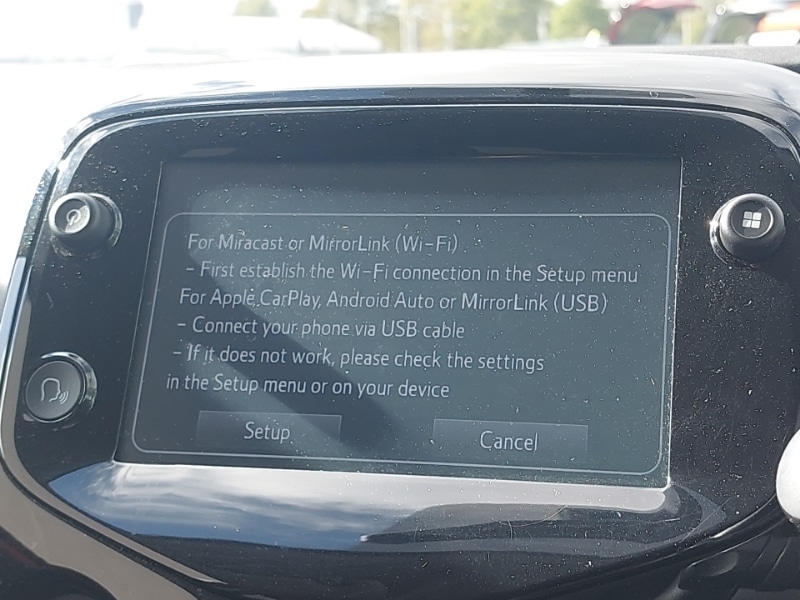 For Miracast or MirrorLink (Wi-Fi)
- First establish the Wi-Fi connection in the Setup menu
For Apple CarPlay, Android Auto or MirrorLink (USB)
- Connect your phone via USB cable
- If it does not work, please check the settings
in the Setup menu or on your device
Setup
Cancel